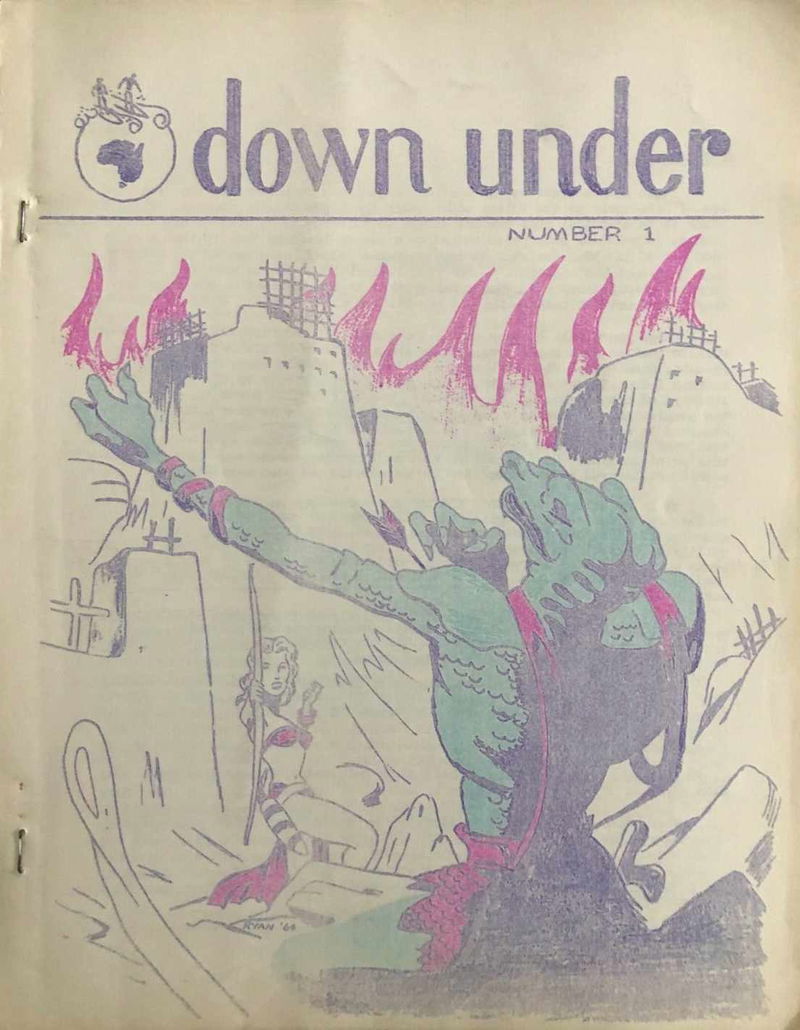 down under
NUMBER 1
RYAN '64